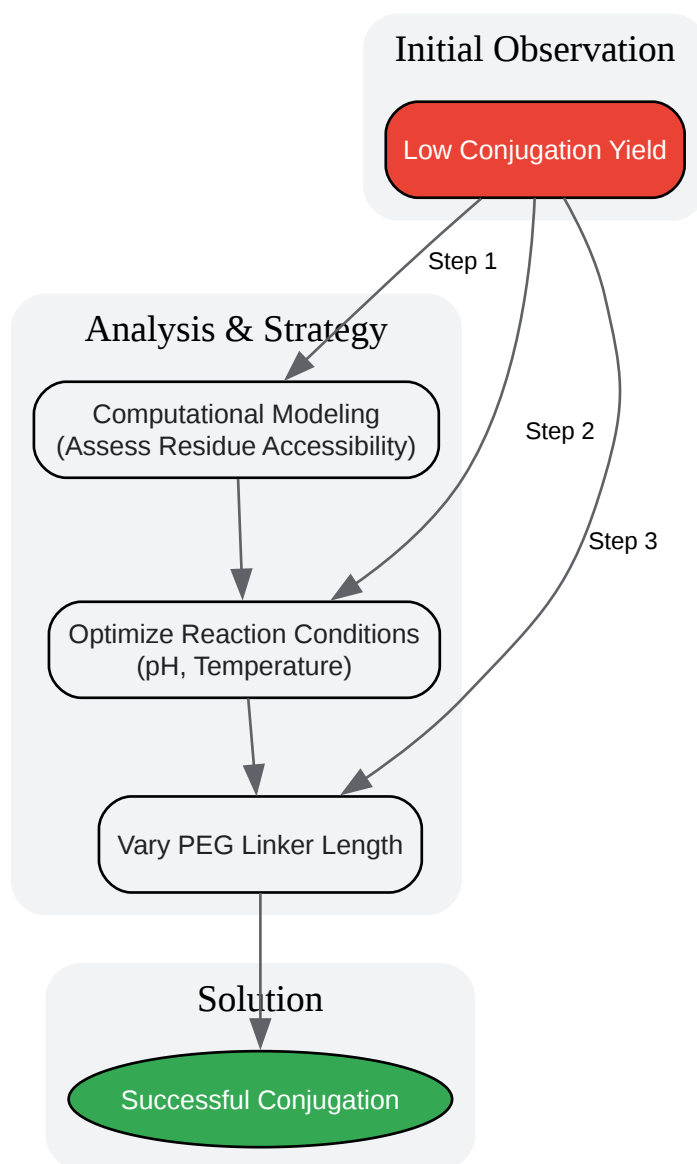 Initial Observation
Low Conjugation Yield
Step 1
Analysis & Strategy
Computational Modeling
(Assess Residue Accessibility)
Step 2
Step 3
Optimize Reaction Conditions
(pH, Temperature)
Vary PEG Linker Length
Solution
Successful Conjugation